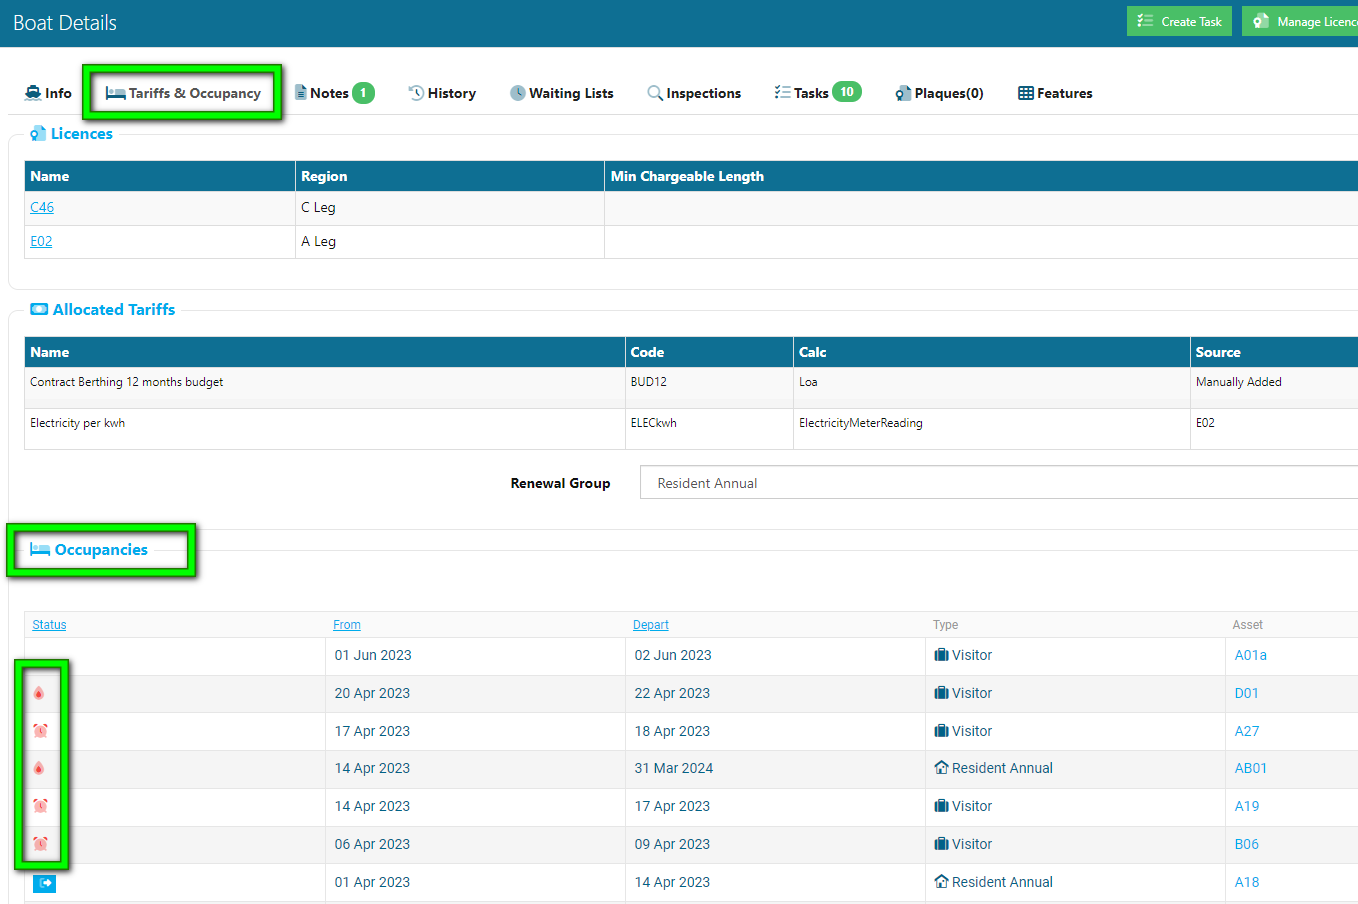 Boat Details
Create Task
Manage Licenc
Info
Tariffs & Occupancy
Notes 1
History
Waiting Lists
Inspections
Tasks 10
Plaques(0)
Features
Licences
Name Region Min Chargeable Length
C46 C Leg
E02 A Leg
Allocated Tariffs
Name Code Calc Source
Contract Berthing 12 months budget BUD12 Loa Manually Added
Electricity per kwh ELECkwh ElectricityMeterReading E02
Renewal Group Resident Annual
Occupancies
Status From Depart Type Asset
01 Jun 2023 02 Jun 2023 Visitor A01a
20 Apr 2023 22 Apr 2023 Visitor D01
17 Apr 2023 18 Apr 2023 Visitor A27
14 Apr 2023 31 Mar 2024 Resident Annual AB01
14 Apr 2023 17 Apr 2023 Visitor A19
06 Apr 2023 09 Apr 2023 Visitor B06
01 Apr 2023 14 Apr 2023 Resident Annual A18